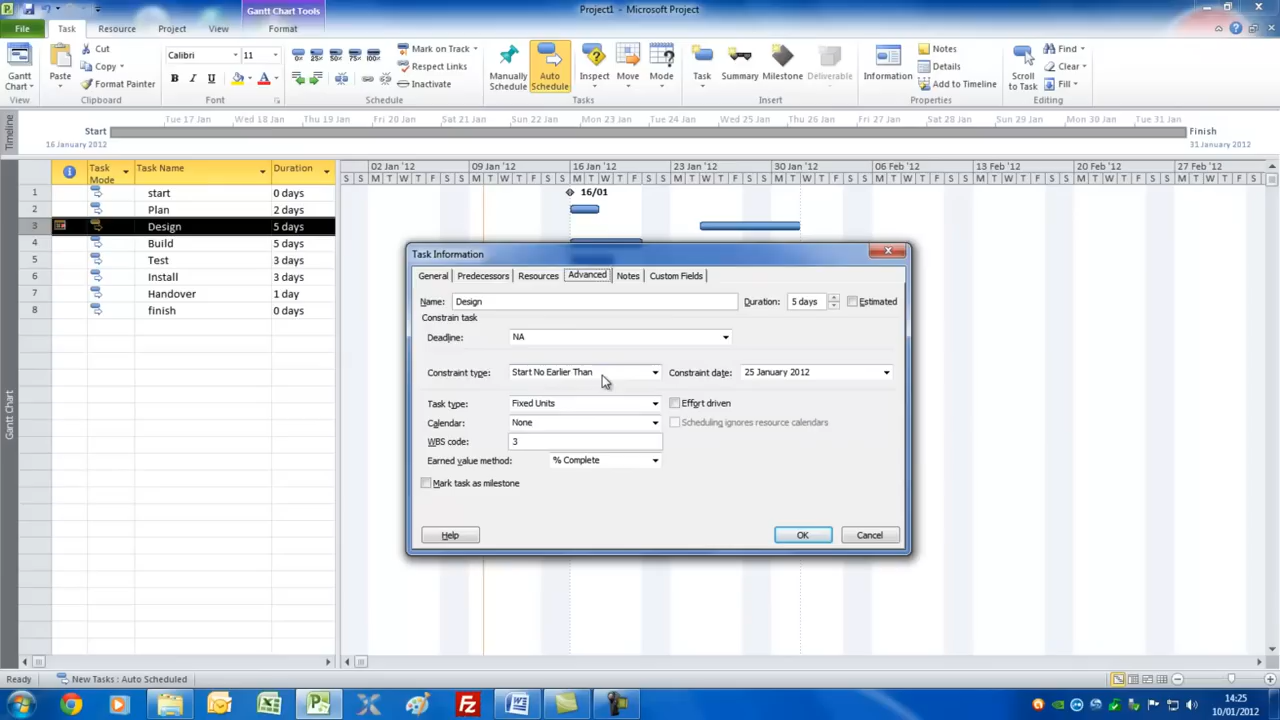 Gantt Chart Tools
Project1 - Microsoft Project
File Task Resource Project View Format
Gantt Chart
View
Paste
Cut
Copy
Format Painter
Clipboard
Calibri 11
B I U A
Font
0% 25% 50% 75% 100%
Mark on Track
Respect Links
Inactivate
Schedule
Manually Schedule
Auto Schedule
Inspect Move Mode
Tasks
Task Summary Milestone Deliverable
Insert
Information
Notes
Details
Add to Timeline
Properties
Scroll to Task
Find
Clear
Fill
Editing
Timeline
Tue 17 Jan Wed 18 Jan Thu 19 Jan Fri 20 Jan Sat 21 Jan Sun 22 Jan Mon 23 Jan Tue 24 Jan Wed 25 Jan Thu 26 Jan Fri 27 Jan Sat 28 Jan Sun 29 Jan Mon 30 Jan Tue 31 Jan
Start
16 January 2012
Finish
31 January 2012
Task Mode Task Name Duration
02 Jan '12 09 Jan '12 16 Jan '12 23 Jan '12 30 Jan '12 06 Feb '12 13 Feb '12 20 Feb '12 27 Feb '12
S S M T W T F S S M T W T F S S M T W T F S S M T W T F S S M T W T F S S M T W T F S S M T W T F S S M T W T F S S M T W T F S
1 start 0 days
16/01
2 Plan 2 days
3 Design 5 days
4 Build 5 days
5 Test 3 days
6 Install 3 days
7 Handover 1 day
8 finish 0 days
Gantt Chart
Task Information
General Predecessors Resources Advanced Notes Custom Fields
Name: Design Duration: 5 days Estimated
Constrain task
Deadline: NA
Constraint type: Start No Earlier Than Constraint date: 25 January 2012
Task type: Fixed Units Effort driven
Calendar: None Scheduling ignores resource calendars
WBS code: 3
Earned value method: % Complete
Mark task as milestone
Help OK Cancel
Ready New Tasks : Auto Scheduled
14:25
10/01/2012